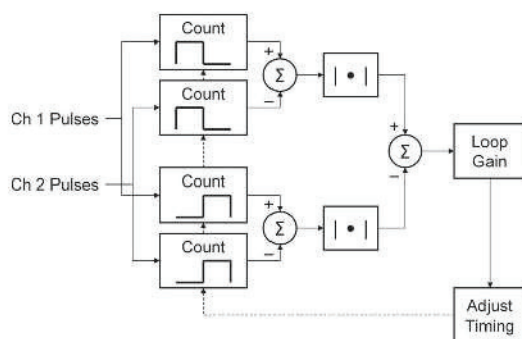 Count
+
Σ
| • |
Count
−
Ch 1 Pulses
+
Σ
Loop
Gain
−
Ch 2 Pulses
Count
+
Σ
| • |
Count
−
Adjust
Timing